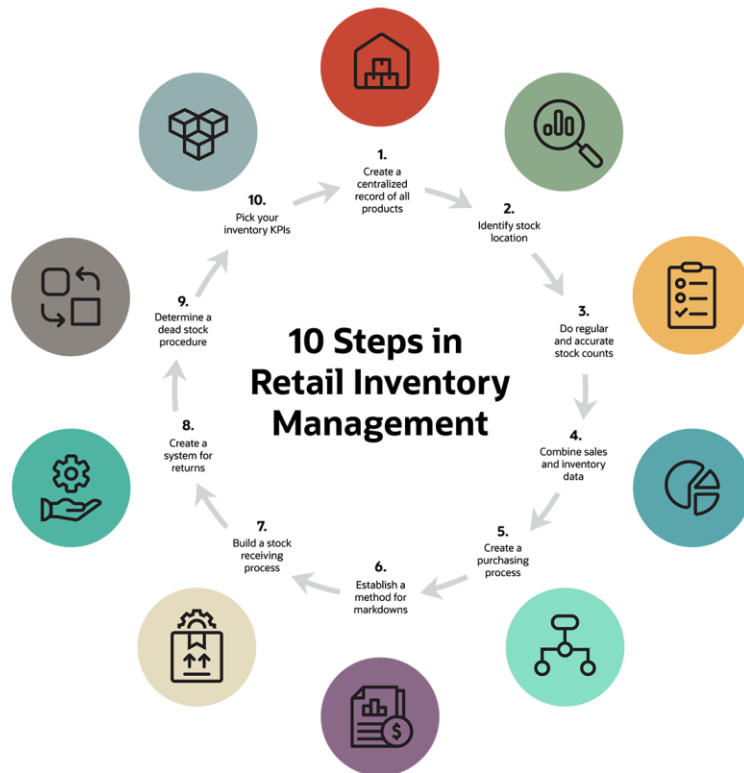 10 Steps in
Retail Inventory
Management
1.
Create a
centralized
record of all
products
2.
Identify stock
location
3.
Do regular
and accurate
stock counts
4.
Combine sales
and inventory
data
5.
Create a
purchasing
process
6.
Establish a
method for
markdowns
7.
Build a stock
receiving
process
8.
Create a
system for
returns
9.
Determine a
dead stock
procedure
10.
Pick your
inventory KPIs
$